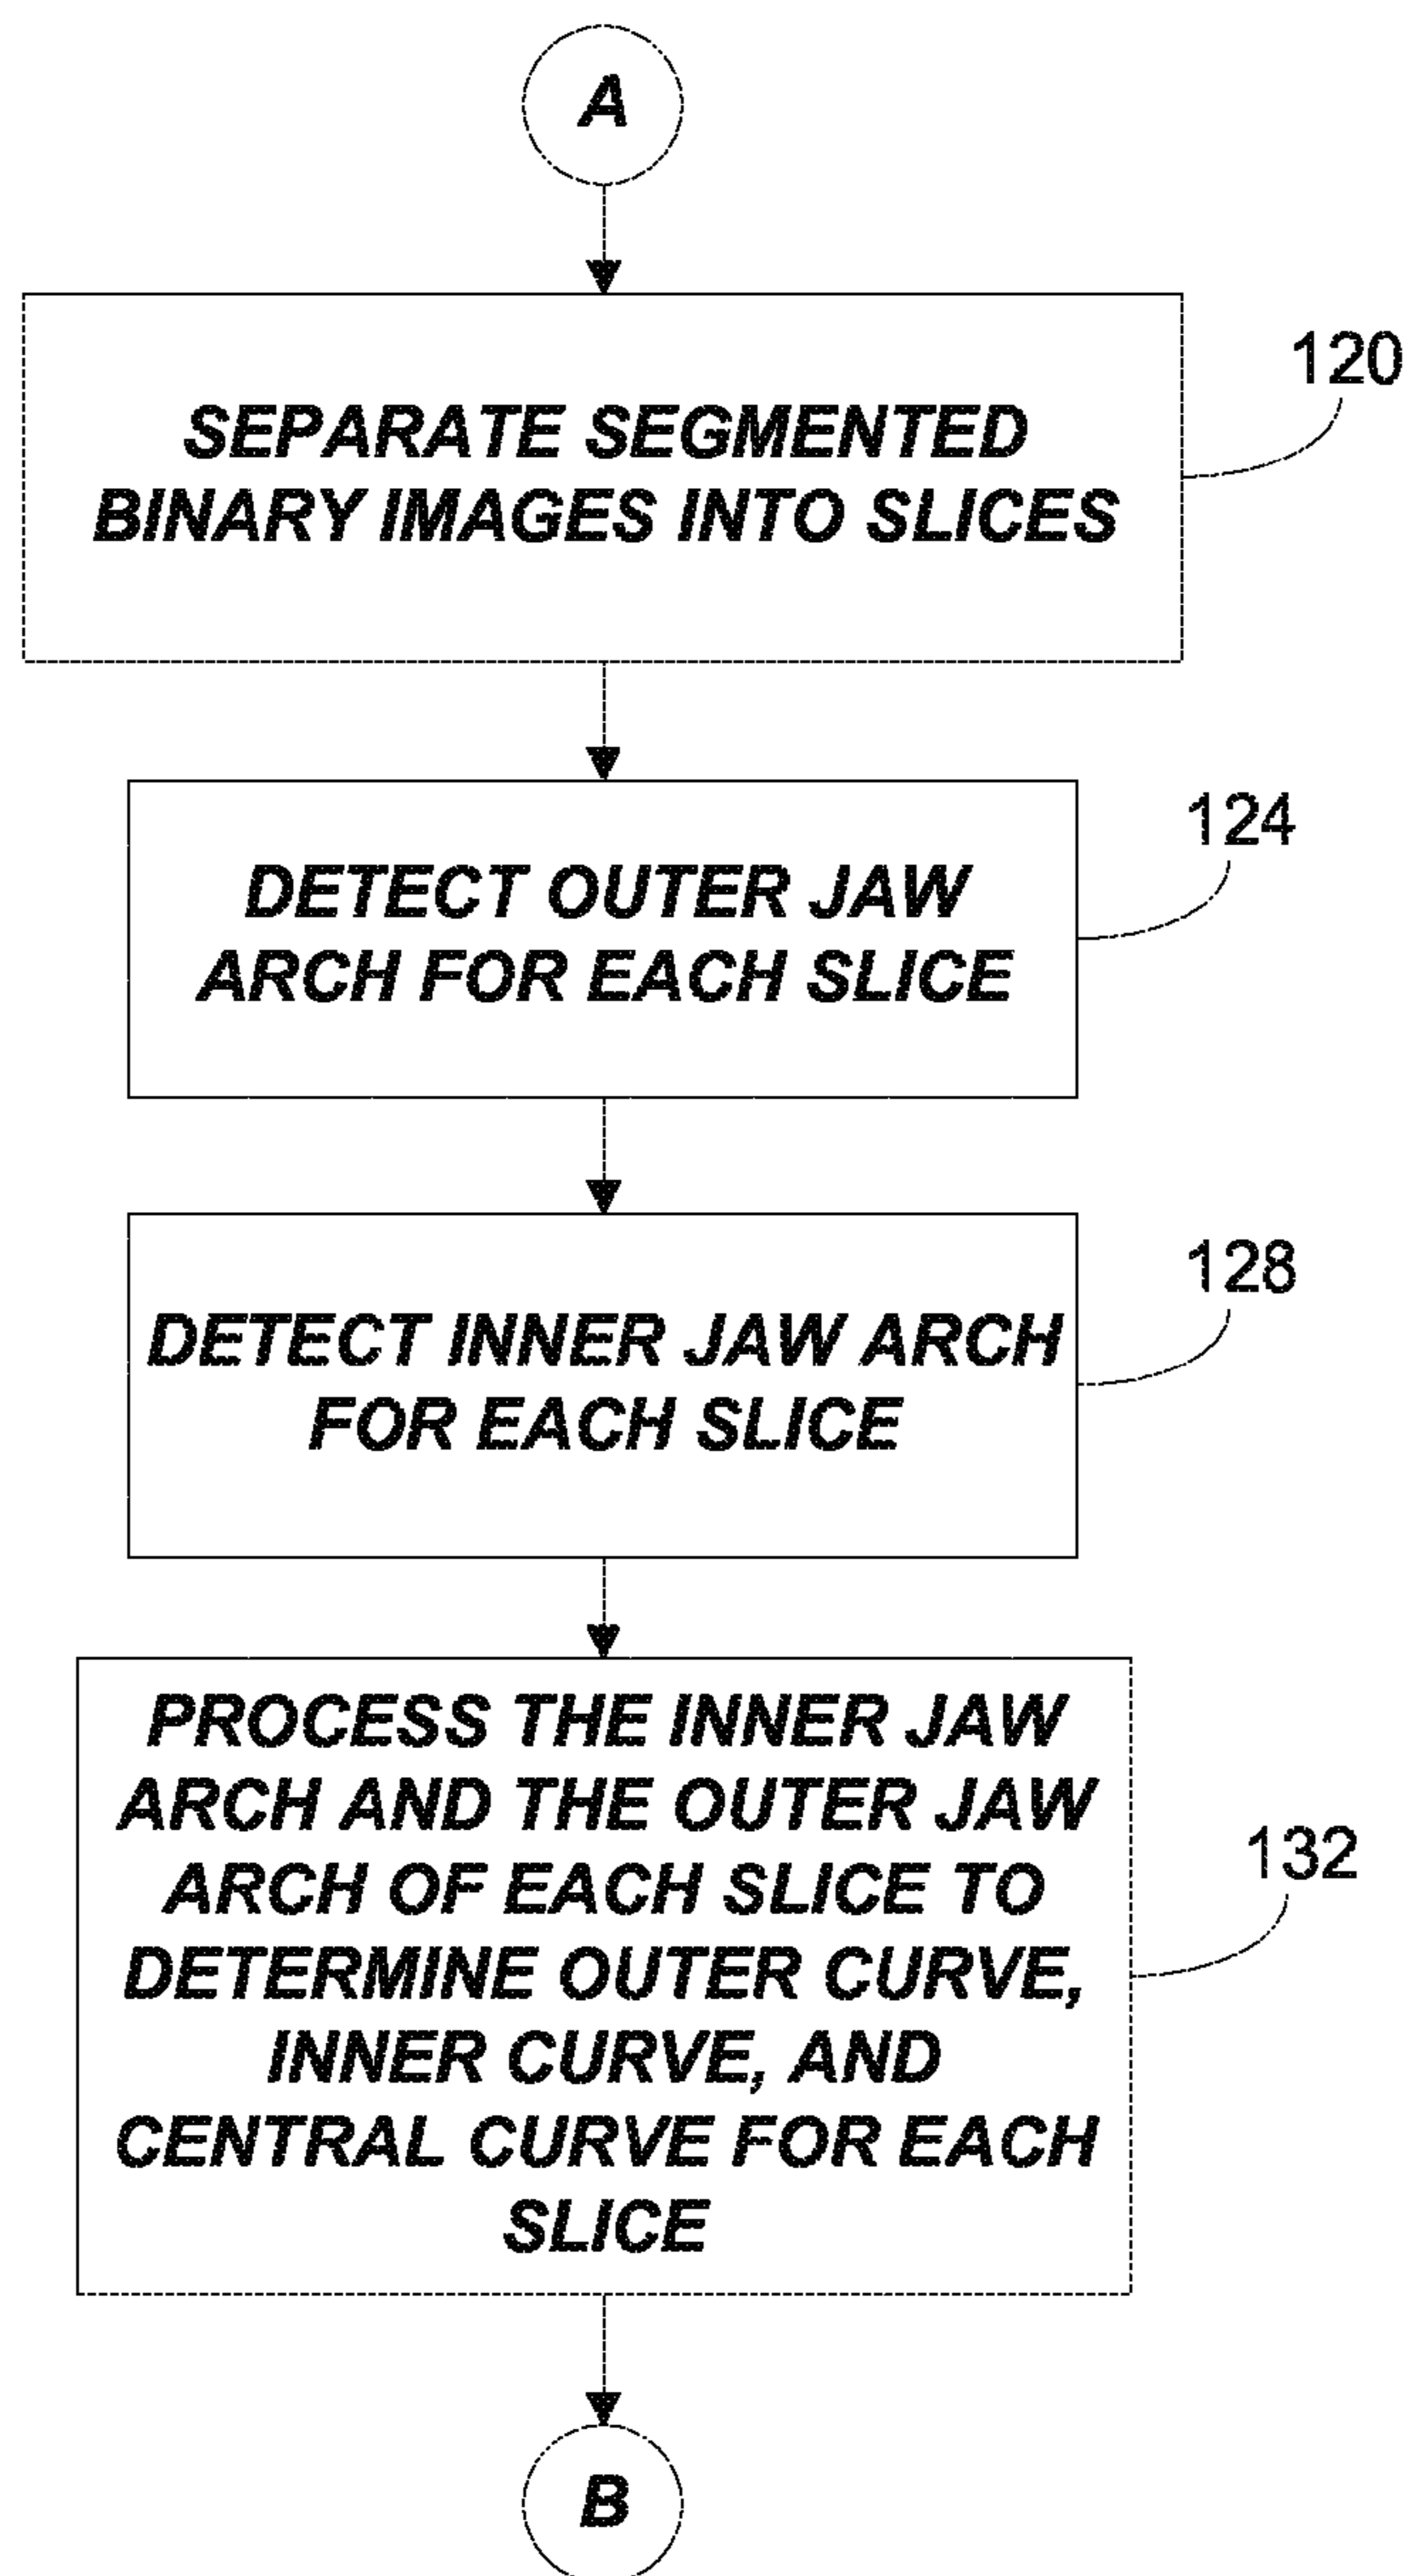 A
SEPARATE SEGMENTED
BINARY IMAGES INTO SLICES
120
DETECT OUTER JAW
ARCH FOR EACH SLICE
124
DETECT INNER JAW ARCH
FOR EACH SLICE
128
PROCESS THE INNER JAW
ARCH AND THE OUTER JAW
ARCH OF EACH SLICE TO
DETERMINE OUTER CURVE,
INNER CURVE, AND
CENTRAL CURVE FOR EACH
SLICE
132
B